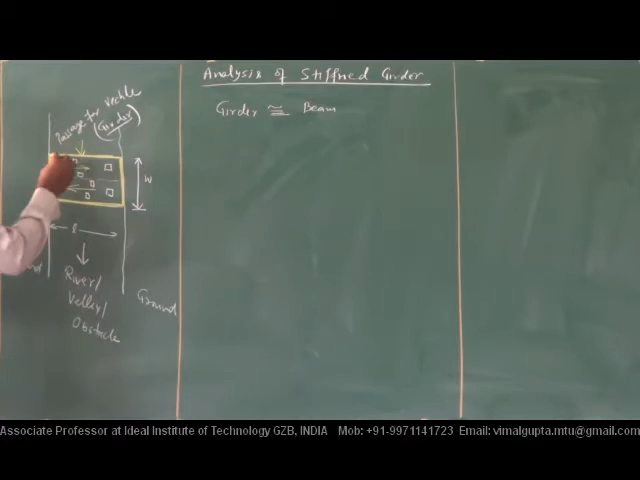 Analysis of Stiffned Girder
Girder ≅ Beam
Passage for Vechile
(Girder)
W
l
River/
Velley/
Obstacle
Ground
Associate Professor at Ideal Institute of Technology GZB, INDIA Mob: +91-9971141723 Email: vimalgupta.mtu@gmail.com